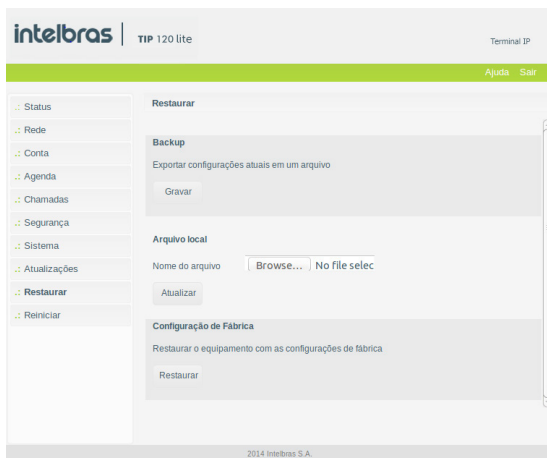 intelbras TIP 120 lite
Terminal IP
Ajuda Sair
.: Status
.: Rede
.: Conta
.: Agenda
.: Chamadas
.: Segurança
.: Sistema
.: Atualizações
.: Restaurar
.: Reiniciar
Restaurar
Backup
Exportar configurações atuais em um arquivo
Gravar
Arquivo local
Nome do arquivo Browse... No file selec
Atualizar
Configuração de Fábrica
Restaurar o equipamento com as configurações de fábrica
Restaurar
2014 Intelbras S.A.